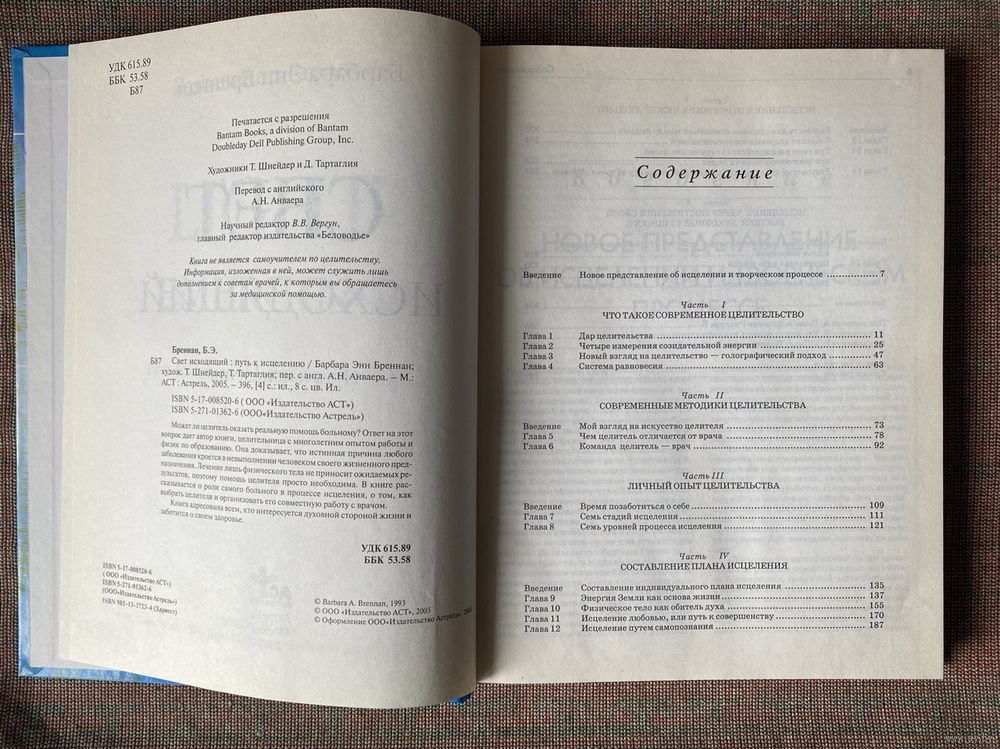 УДК 615.89
ББК 53.58
Б87
Печатается с разрешения
Bantam Books, a division of Bantam
Doubleday Dell Publishing Group, Inc.
Художники Т. Шнейдер и Д. Тартаглия
Перевод с английского
А.Н. Анваера
Научный редактор В.В. Вергун,
главный редактор издательства «Беловодье»
Книга не является самоучителем по целительству.
Информация, изложенная в ней, может служить лишь
дополнением к советам врачей, к которым вы обращаетесь
за медицинской помощью.
Бреннан, Б.Э.
Б87 Свет исходящий : путь к исцелению / Барбара Энн Бреннан;
худож. Т. Шнейдер, Т. Тартаглия; пер. с англ. А.Н. Анваера. – М.:
АСТ : Астрель, 2005. – 396, [4] с.: ил., 8 с. цв. Ил.
ISBN 5-17-008520-6 ( ООО «Издательство АСТ»)
ISBN 5-271-01362-6 (ООО«Издательство Астрель»)
Может ли целитель оказать реальную помощь больному? Ответ на этот
вопрос дает автор книги, целительница с многолетним опытом работы и
физик по образованию. Она доказывает, что истинная причина любого
заболевания кроется в невыполнении человеком своего жизненного пред-
назначения. Лечение лишь физического тела не приносит ожидаемых ре-
зультатов, поэтому помощь целителя просто необходима. В книге рас-
сказывается о роли самого больного в процессе исцеления, о том, как
выбрать целителя и организовать его совместную работу с врачом.
Книга адресована всем, кто интересуется духовной стороной жизни и
заботится о своем здоровье.
УДК 615.89
ББК 53.58
ISBN 5-17-008520-6
( ООО «Издательство АСТ»)
ISBN 5-271-01362-6
(ООО«Издательство Астрель»)
ISBN 985-13-3723-4 (Харвест)
© Barbara A. Brennan, 1993
© ООО «Издательство АСТ», 2005
© Оформление ООО«Издательство Астрель»,
Содержание
Введение Новое представление об исцелении и творческом процессе 7
Часть I
ЧТО ТАКОЕ СОВРЕМЕННОЕ ЦЕЛИТЕЛЬСТВО
Глава 1 Дар целительства 11
Глава 2 Четыре измерения созидательной энергии 25
Глава 3 Новый взгляд на целительство — голографический подход 47
Глава 4 Система равновесия 63
Часть II
СОВРЕМЕННЫЕ МЕТОДИКИ ЦЕЛИТЕЛЬСТВА
Введение Мой взгляд на искусство целителя 73
Глава 5 Чем целитель отличается от врача 78
Глава 6 Команда целитель — врач 92
Часть III
ЛИЧНЫЙ ОПЫТ ЦЕЛИТЕЛЬСТВА
Введение Время позаботиться о себе 109
Глава 7 Семь стадий исцеления 111
Глава 8 Семь уровней процесса исцеления 121
Часть IV
СОСТАВЛЕНИЕ ПЛАНА ИСЦЕЛЕНИЯ
Введение Составление индивидуального плана исцеления 135
Глава 9 Энергия Земли как основа жизни 137
Глава 10 Физическое тело как обитель духа 155
Глава 11 Исцеление любовью, или путь к совершенству 170
Глава 12 Исцеление путем самопознания 187